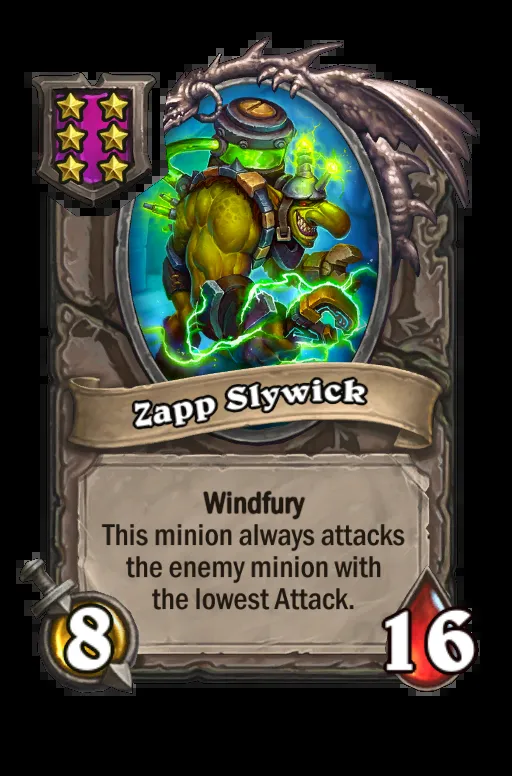 Zapp Slywick
Windfury
This minion always attacks
the enemy minion with
the lowest Attack.
8
16